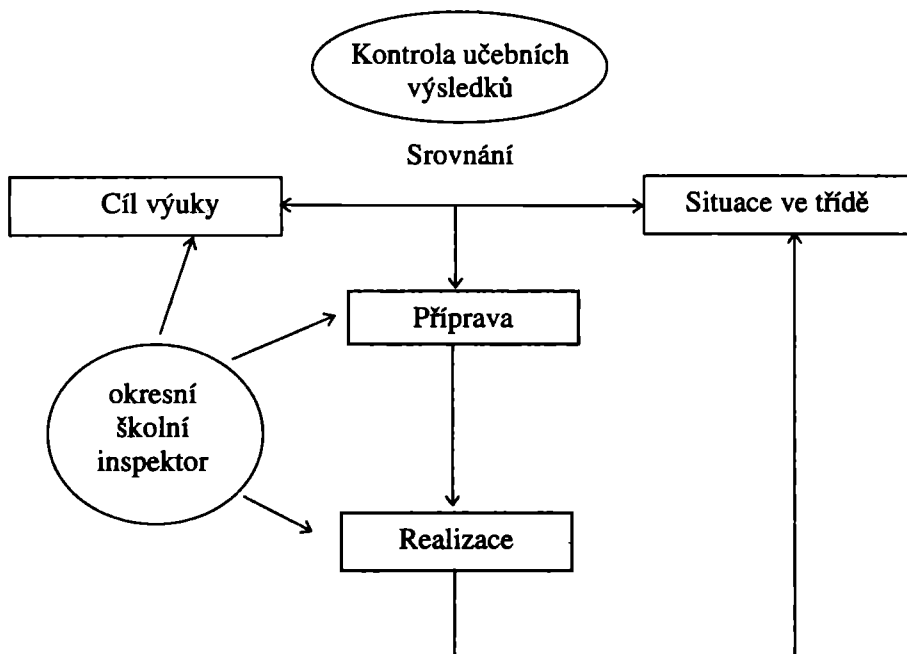 Kontrola učebních
výsledků
Srovnání
Cíl výuky
Situace ve třídě
Příprava
okresní
školní
inspektor
Realizace